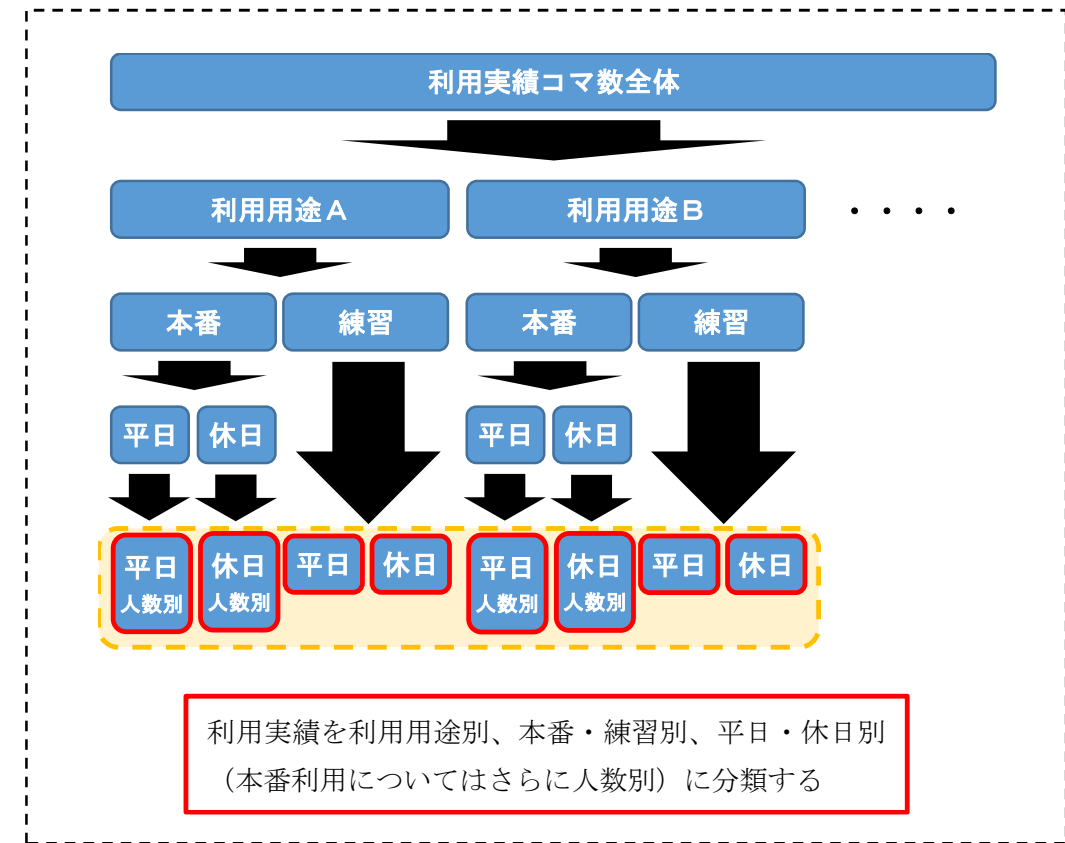 利用実績コマ数全体
利用用途A
利用用途B
・・・・
本番
練習
本番
練習
平日
休日
平日
休日
平日
人数別
休日
人数別
平日
休日
平日
人数別
休日
人数別
平日
休日
利用実績を利用用途別、本番・練習別、平日・休日別
（本番利用についてはさらに人数別）に分類する